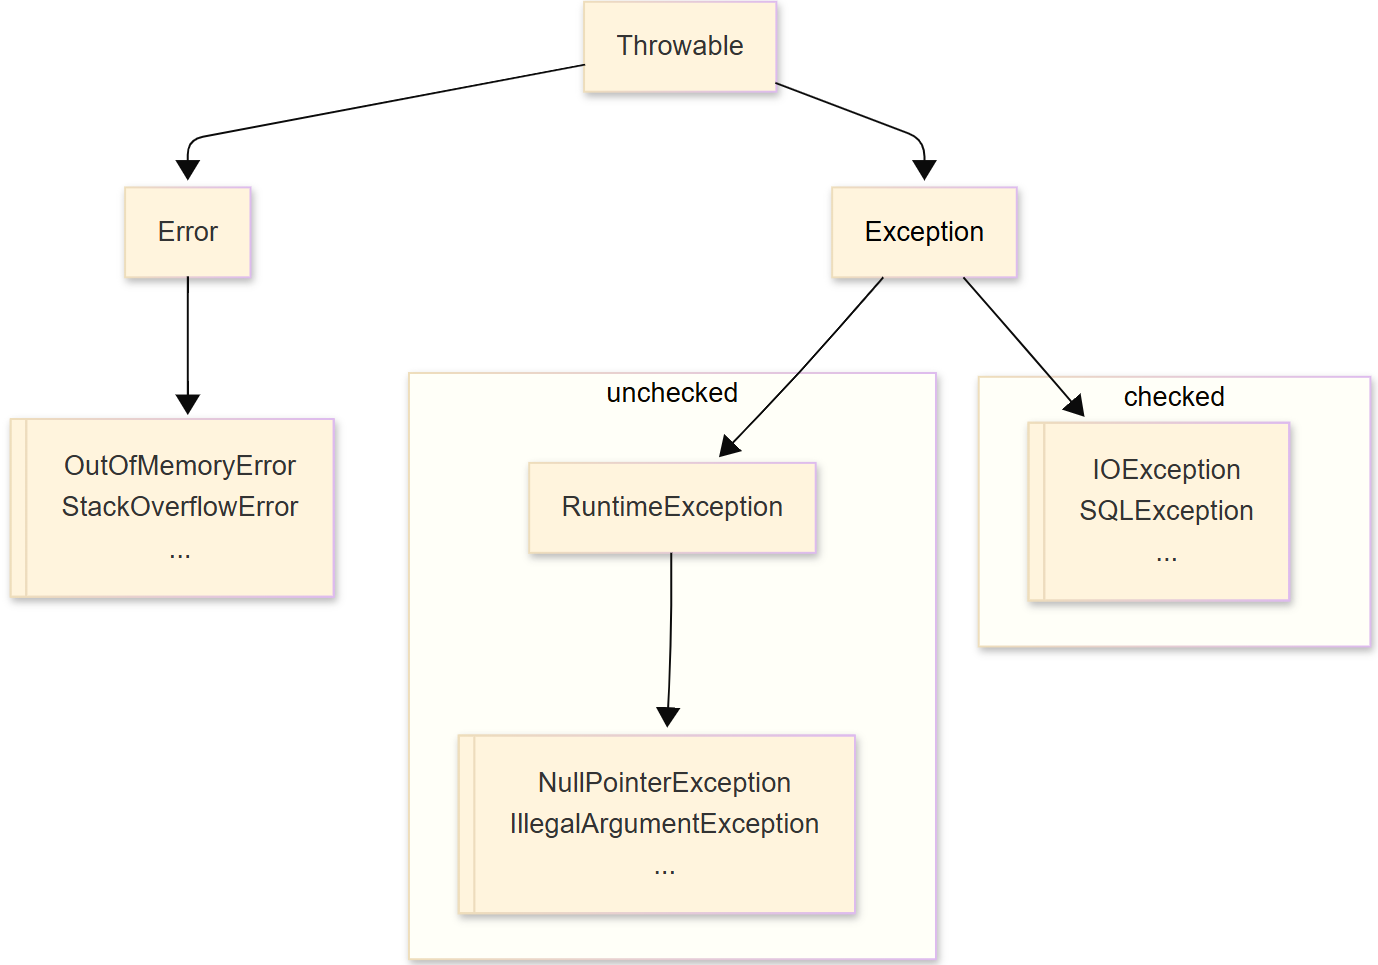 Throwable
Error
Exception
unchecked
checked
OutOfMemoryError
StackOverflowError
...
RuntimeException
IOException
SQLException
...
NullPointerException
IllegalArgumentException
...